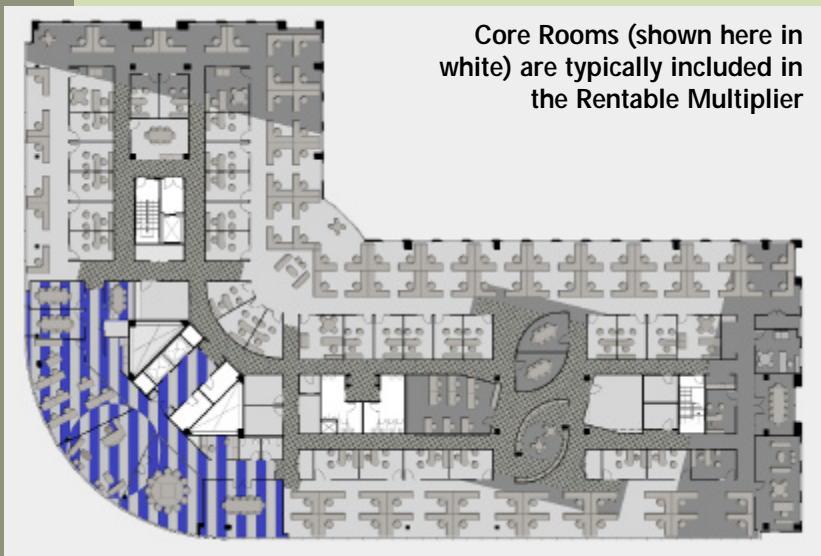 Core Rooms (shown here in
white) are typically included in
the Rentable Multiplier